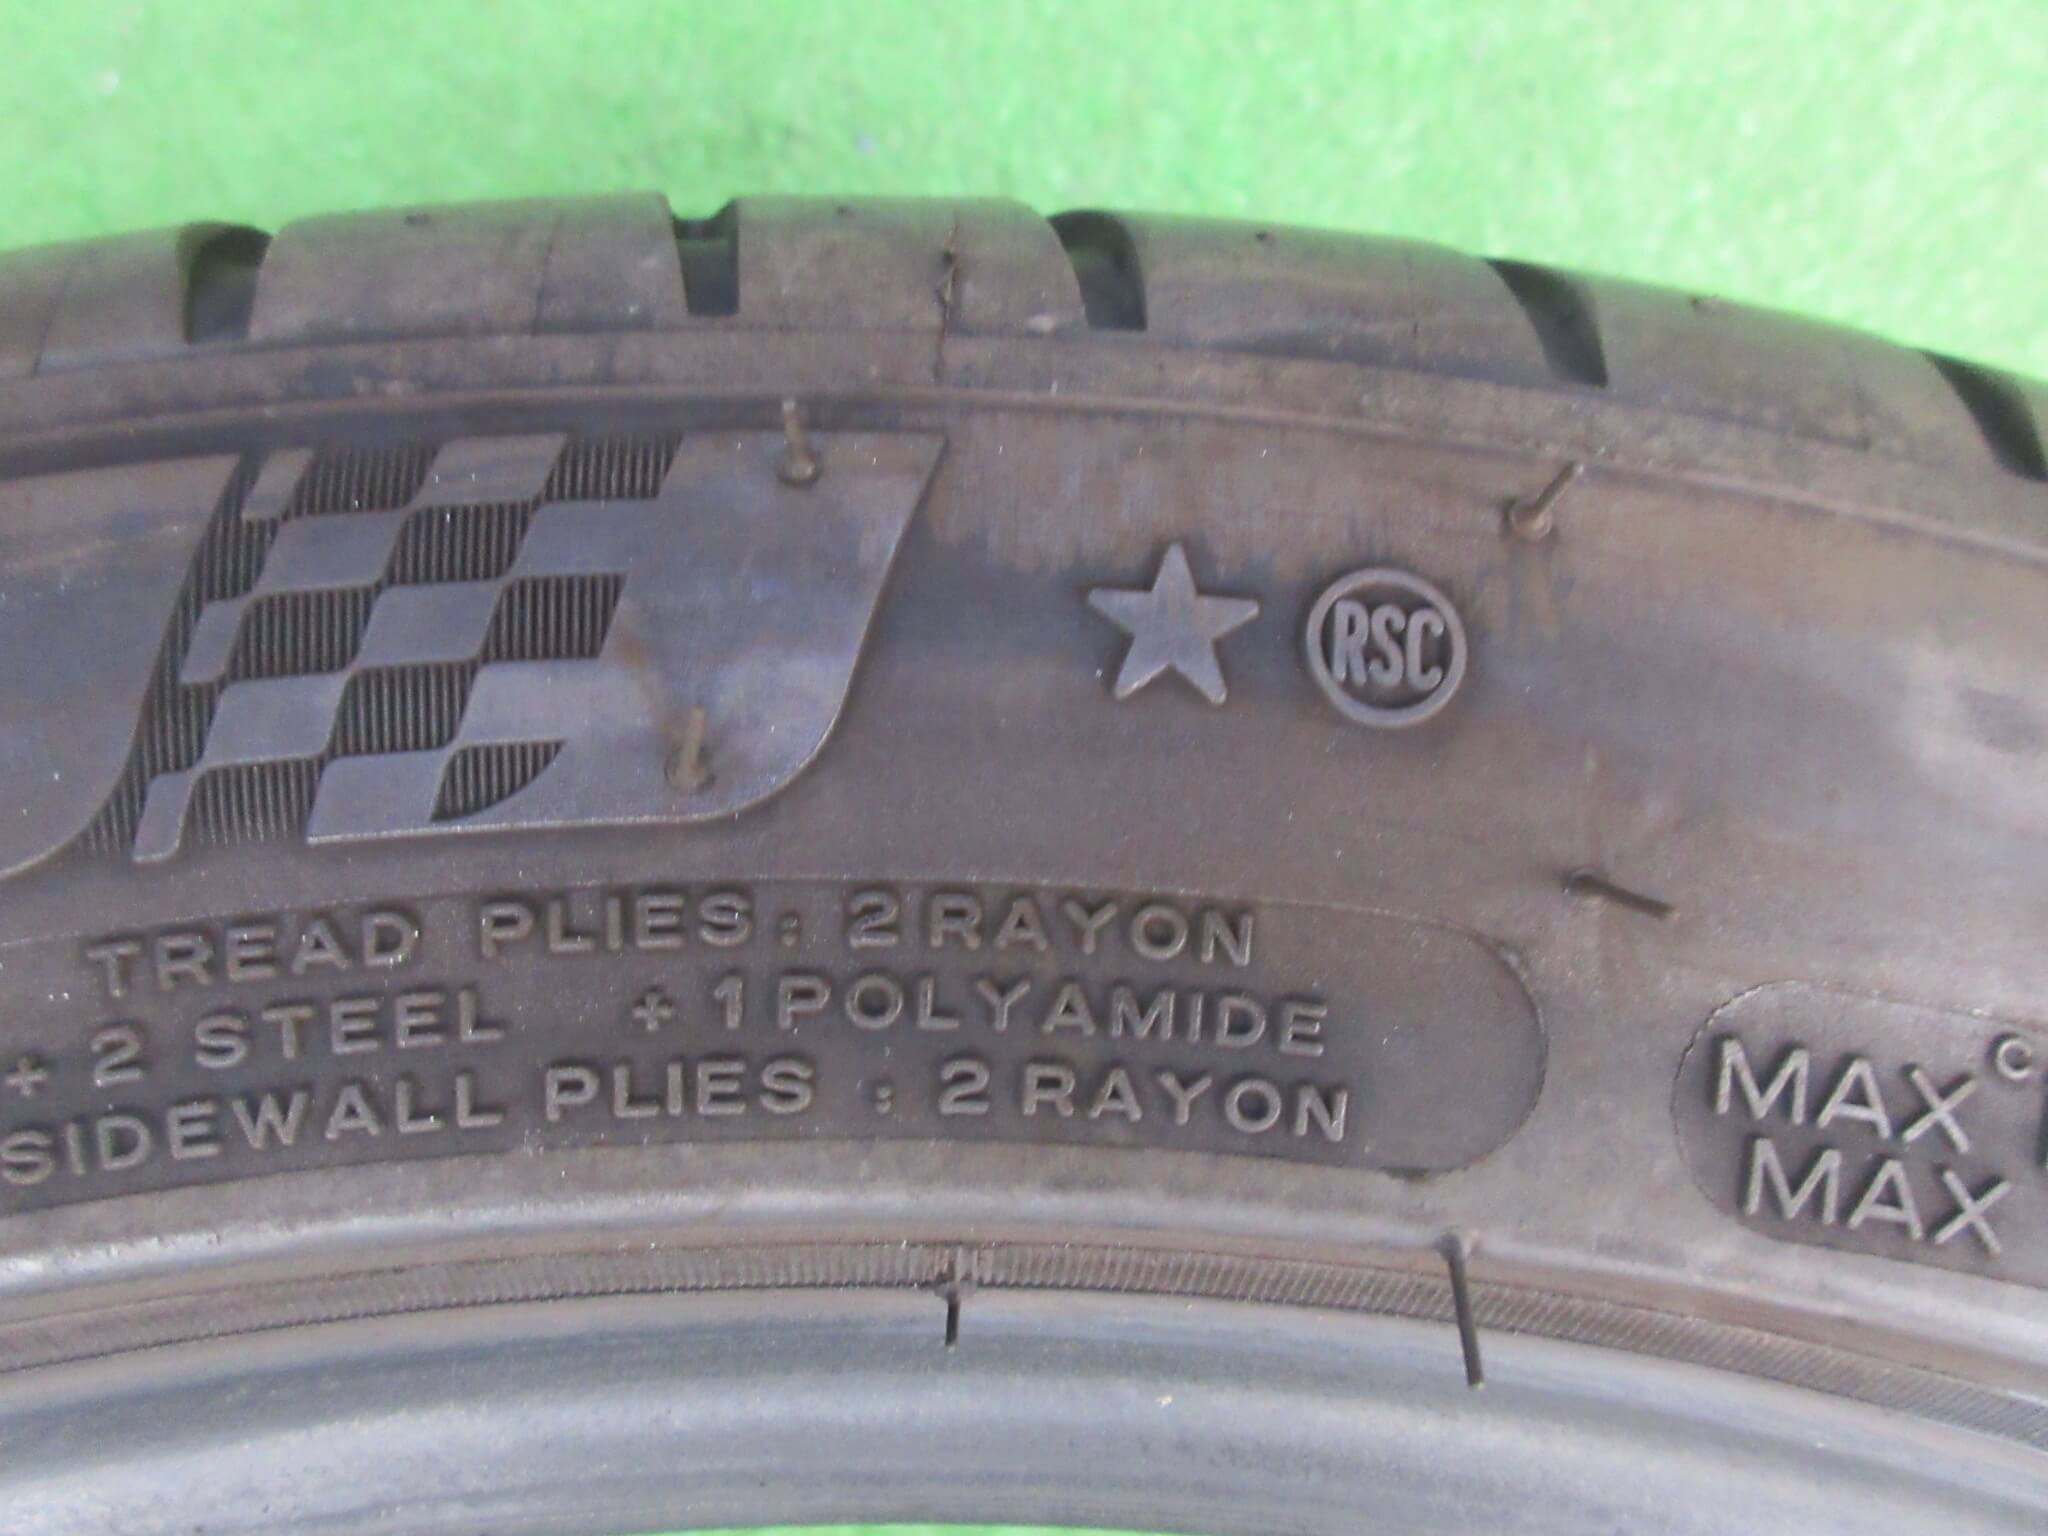 RSC
TREAD PLIES: 2 RAYON
+ 2 STEEL + 1 POLYAMIDE
SIDEWALL PLIES : 2 RAYON
MAX
MAX